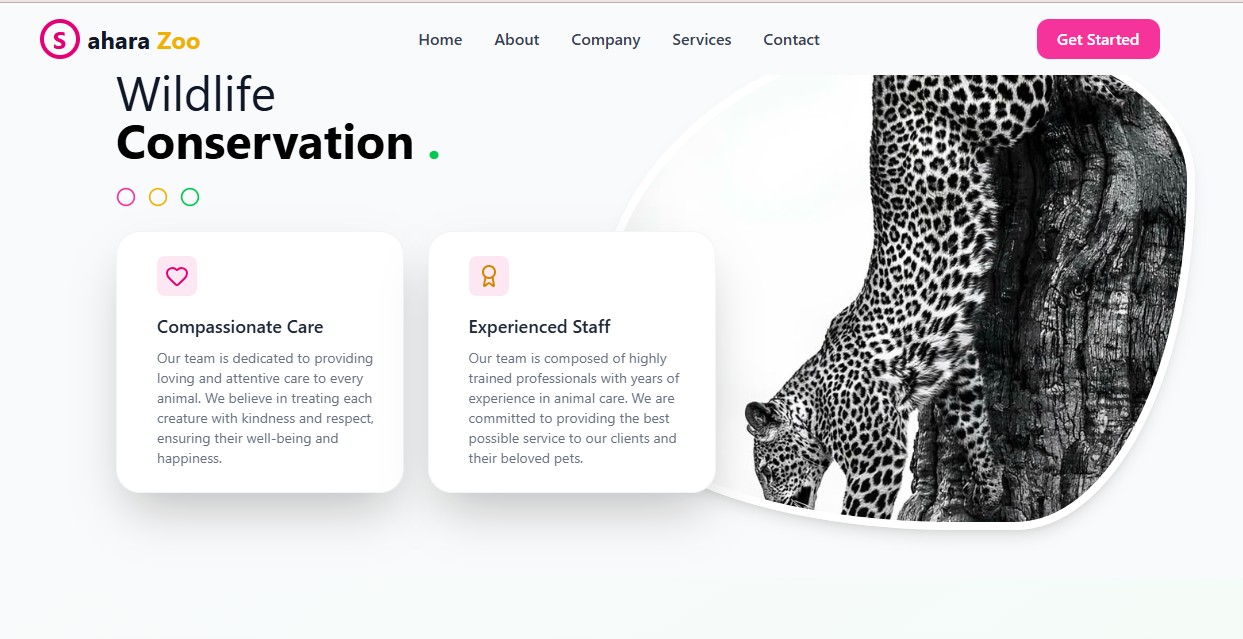 S ahara Zoo
Home About Company Services Contact
Get Started
Wildlife
Conservation .
Compassionate Care
Our team is dedicated to providing
loving and attentive care to every
animal. We believe in treating each
creature with kindness and respect,
ensuring their well-being and
happiness.
Experienced Staff
Our team is composed of highly
trained professionals with years of
experience in animal care. We are
committed to providing the best
possible service to our clients and
their beloved pets.